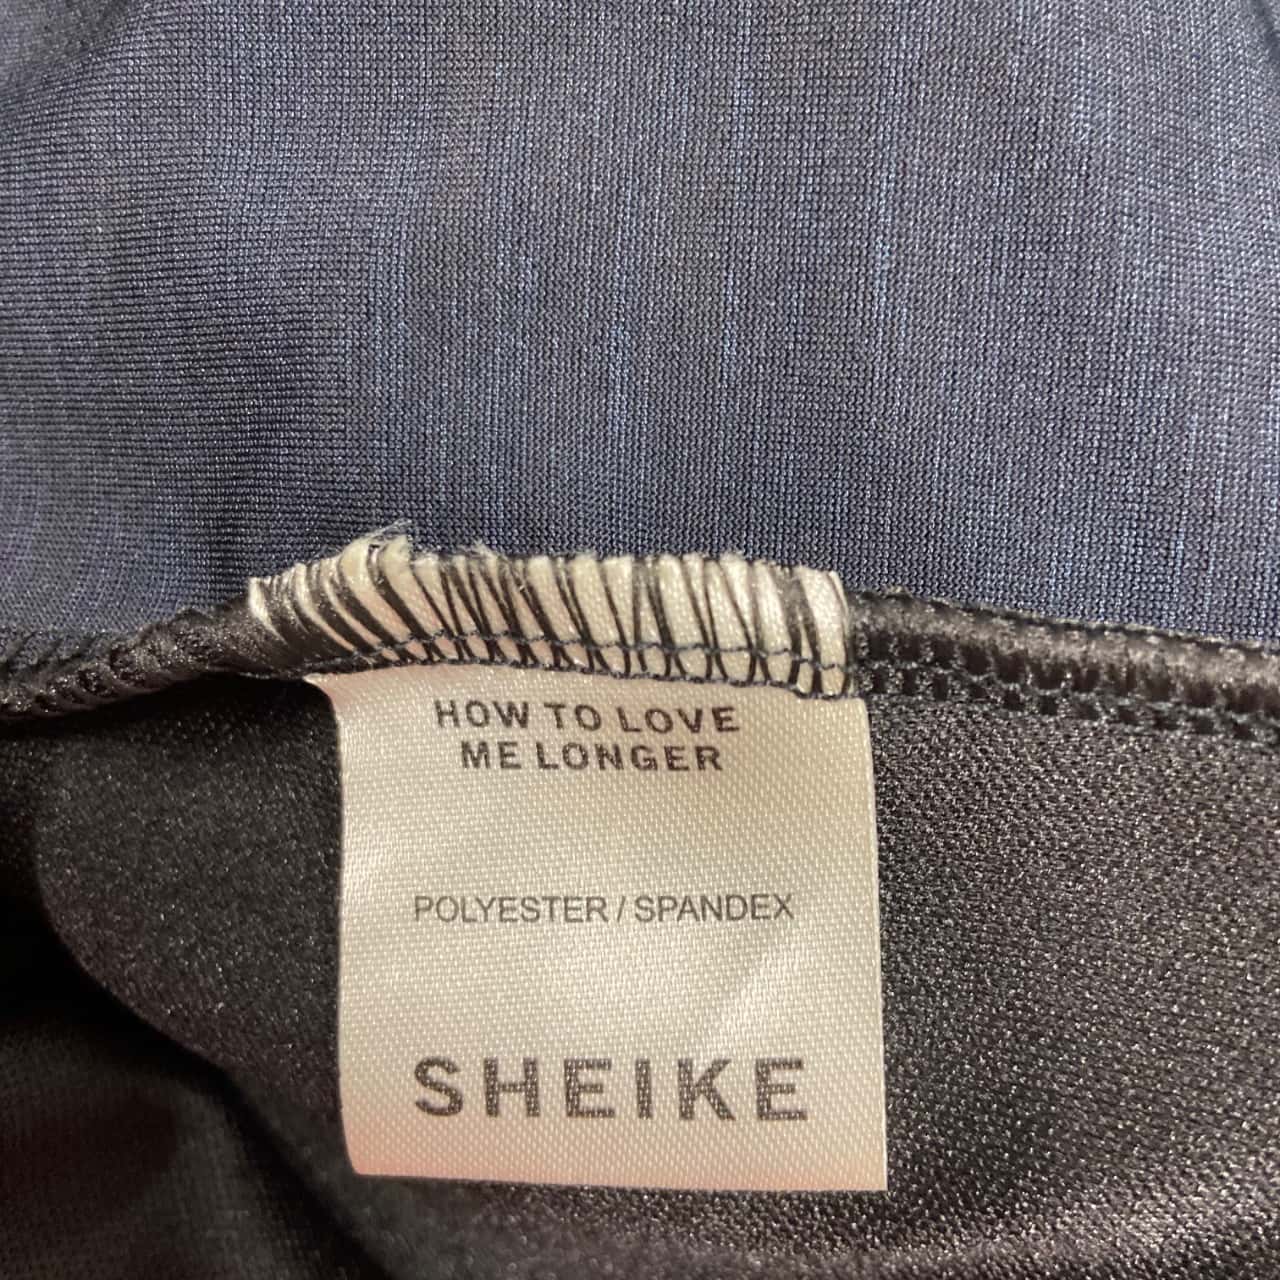 HOW TO LOVE
ME LONGER
POLYESTER / SPANDEX
SHEIKE